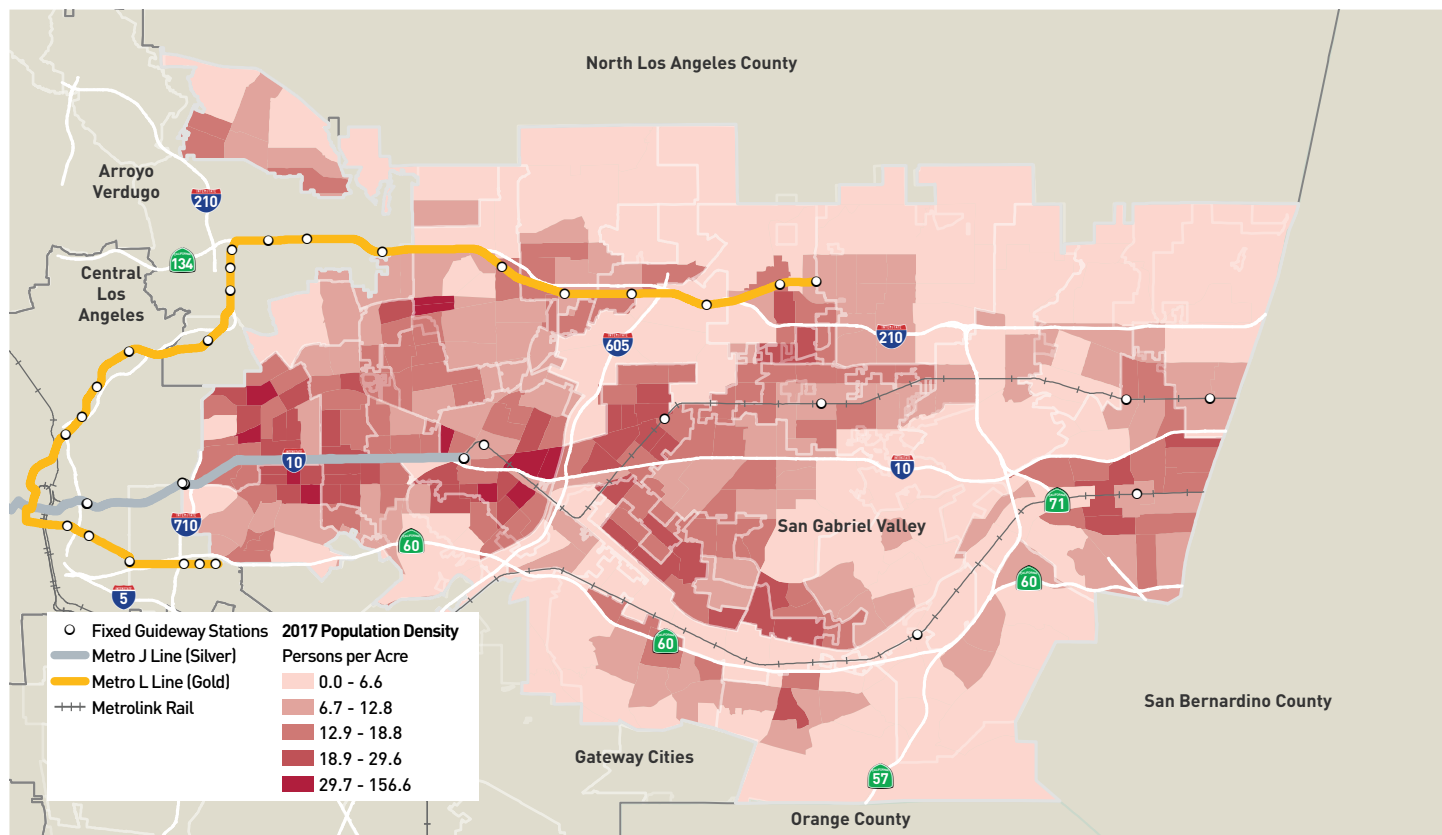 North Los Angeles County
Arroyo
Verdugo
210
134
Central
Los
Angeles
605
210
10
10
71
San Gabriel Valley
710
60
60
5
60
San Bernardino County
Gateway Cities
57
Orange County
Fixed Guideway Stations
Metro J Line (Silver)
Metro L Line (Gold)
Metrolink Rail
2017 Population Density
Persons per Acre
0.0 - 6.6
6.7 - 12.8
12.9 - 18.8
18.9 - 29.6
29.7 - 156.6